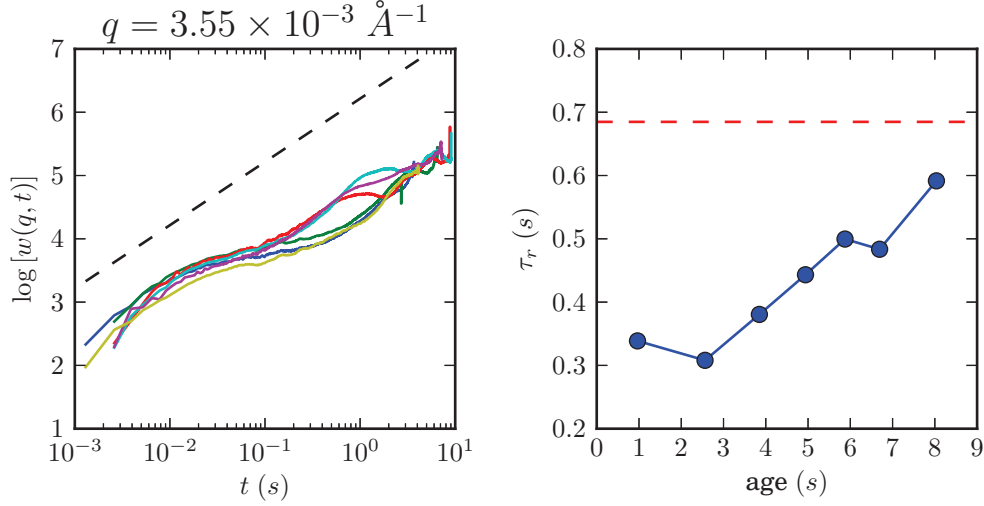 q = 3.55 × 10⁻³ Å⁻¹
log [w(q, t)]
7
6
5
4
3
2
1
10⁻³ 10⁻² 10⁻¹ 10⁰ 10¹
t (s)
τᵣ (s)
0.8
0.7
0.6
0.5
0.4
0.3
0.2
0 1 2 3 4 5 6 7 8 9
age (s)